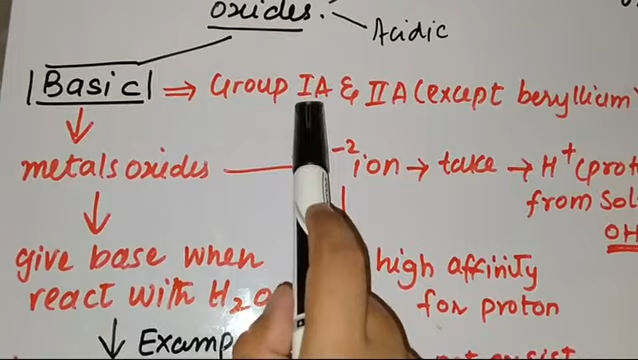 oxides.
Acidic
Basic ⇒ Group IA & IIA (except beryllium)
metals oxides — -2 ion → take → H+ (prot
from Sol
OH
give base when
react with H2O
high affinity
for proton
Examp